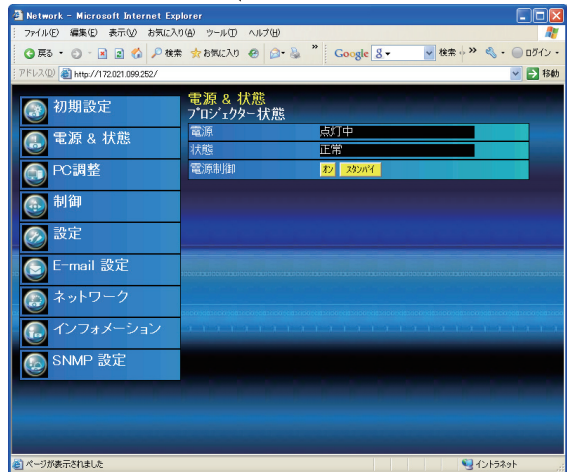 Network - Microsoft Internet Explorer
ファイル(F) 編集(E) 表示(V) お気に入り(A) ツール(T) ヘルプ(H)
戻る 検索 お気に入り Google 検索 ログイン
アドレス(D) http://172.021.099.252/ 移動
初期設定
電源 & 状態
PC調整
制御
設定
E-mail 設定
ネットワーク
インフォメーション
SNMP 設定
電源 & 状態
プロジェクター状態
電源 点灯中
状態 正常
電源制御 オン スタンバイ
ページが表示されました イントラネット